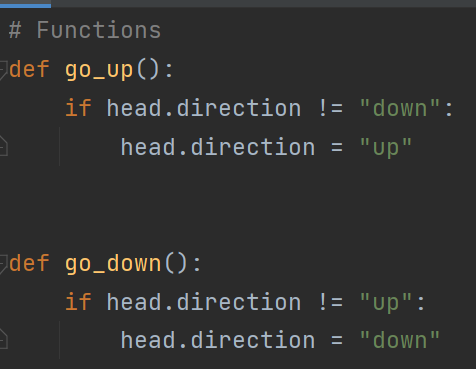 # Functions
def go_up():
    if head.direction != "down":
        head.direction = "up"
def go_down():
    if head.direction != "up":
        head.direction = "down"